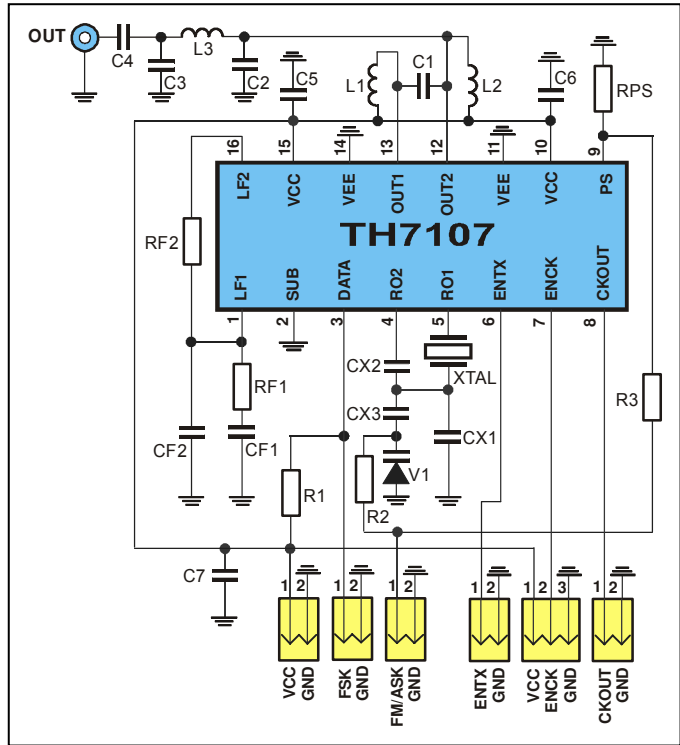 OUT
C4
C3
L3
C2
C5
L1
C1
L2
C6
RPS
16
15
14
13
12
11
10
9
LF2
VCC
VEE
OUT1
OUT2
VEE
VCC
PS
TH7107
RF2
LF1
SUB
DATA
RO2
RO1
ENTX
ENCK
CKOUT
1
2
3
4
5
6
7
8
CX2
XTAL
RF1
CX3
CX1
R3
CF2
CF1
R1
R2
V1
C7
1 2
1 2
1 2
1 2
1 2 3
1 2
VCC
GND
FSK
GND
FM/ASK
GND
ENTX
GND
VCC
ENCK
GND
CKOUT
GND